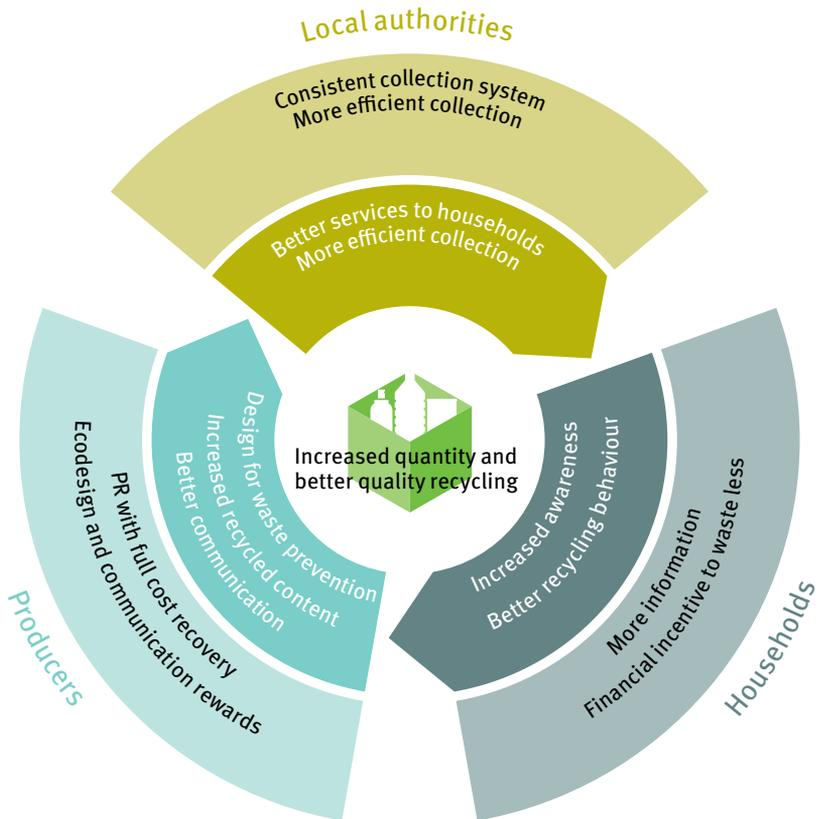 Local authorities
Consistent collection system
More efficient collection
Better services to households
More efficient collection
Increased quantity and
better quality recycling
Increased awareness
Better recycling behaviour
More information
Financial incentive to waste less
Households
Design for waste prevention
Increased recycled content
Better communication
PR with full cost recovery
Ecodesign and communication rewards
Producers